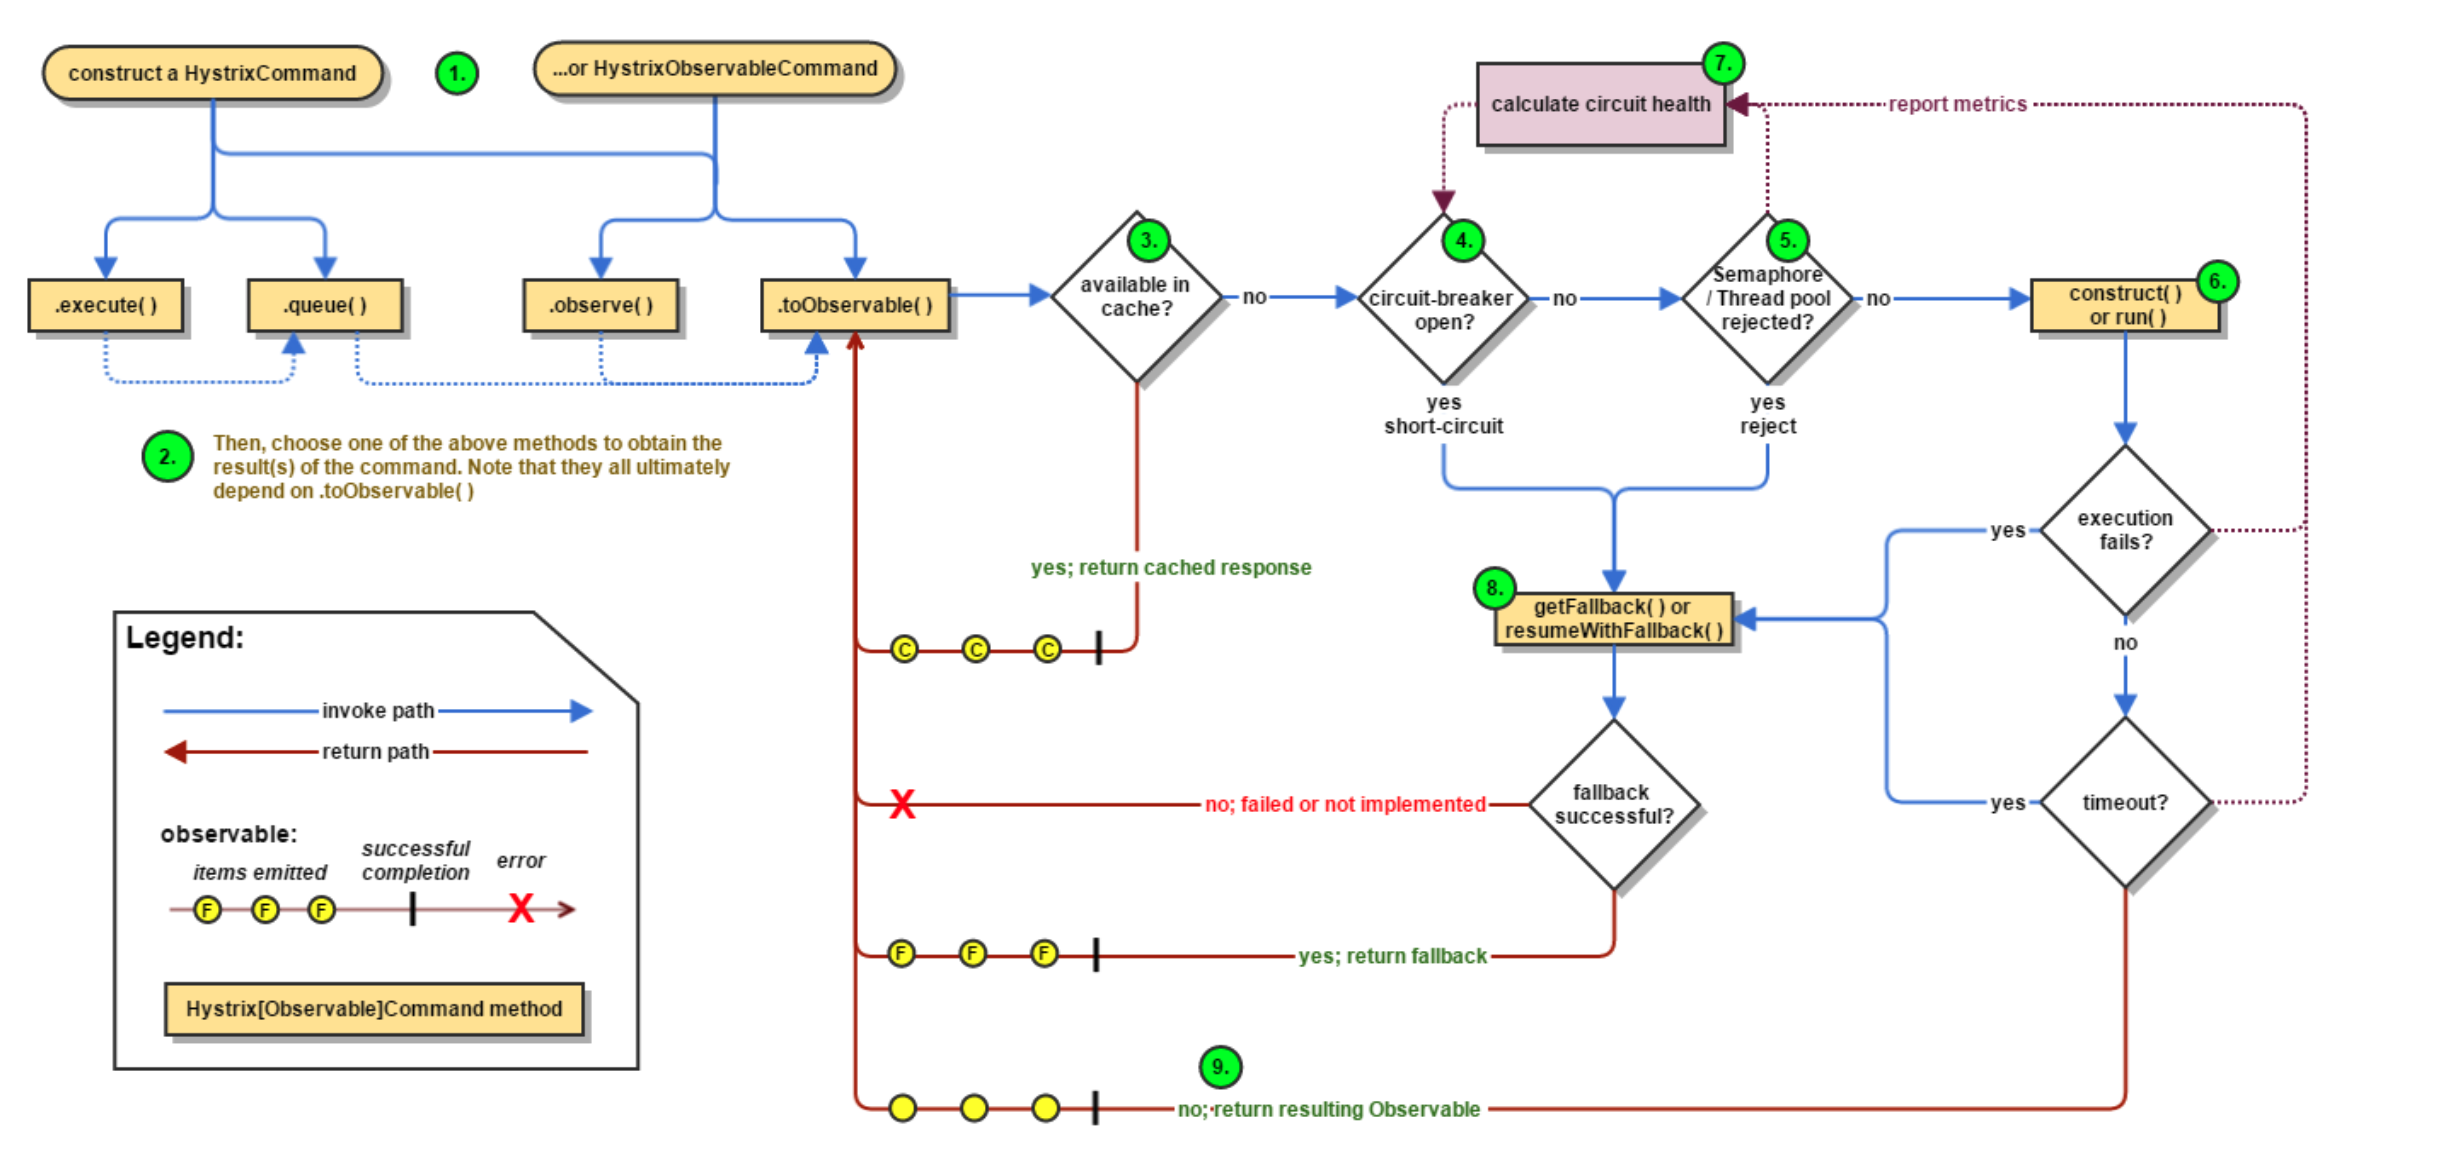 construct a HystrixCommand
1.
...or HystrixObservableCommand
7.
calculate circuit health
report metrics
.execute( )
.queue( )
.observe( )
.toObservable( )
3.
available in
cache?
no
4.
circuit-breaker
open?
no
5.
Semaphore
/ Thread pool
rejected?
no
6.
construct( )
or run( )
yes
short-circuit
yes
reject
2.
Then, choose one of the above methods to obtain the
result(s) of the command. Note that they all ultimately
depend on .toObservable( )
yes; return cached response
C
C
C
8.
getFallback( ) or
resumeWithFallback( )
yes
execution
fails?
no
yes
timeout?
fallback
successful?
no; failed or not implemented
X
F
F
F
yes; return fallback
9.
no; return resulting Observable
Legend:
invoke path
return path
observable:
items emitted
successful
completion
error
F
F
F
X
Hystrix[Observable]Command method